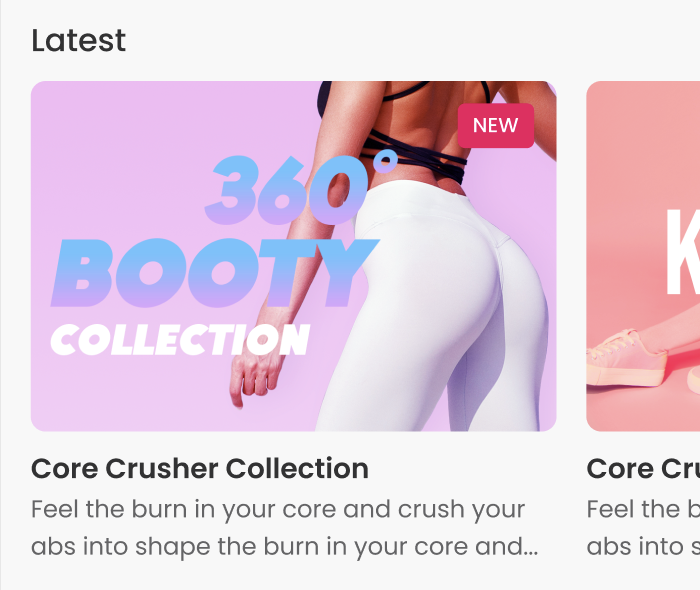 Latest
NEW
360°
BOOTY
COLLECTION
K
Core Crusher Collection
Feel the burn in your core and crush your
abs into shape the burn in your core and...
Core Cru
Feel the b
abs into s